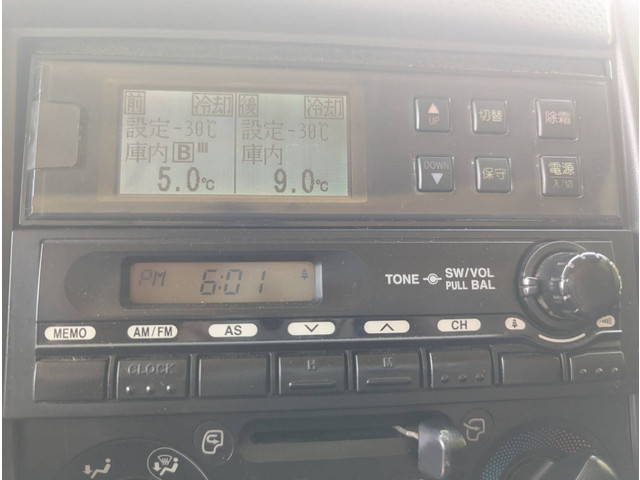 前 冷却 後 冷却
設定-30℃ 設定-30℃
庫内 B 庫内
5.0℃ 9.0℃
UP 切替 除霜
DOWN 保守 電源
入/切
PM 6:01
TONE SW/VOL
PULL BAL
MEMO AM/FM AS CH
CLOCK